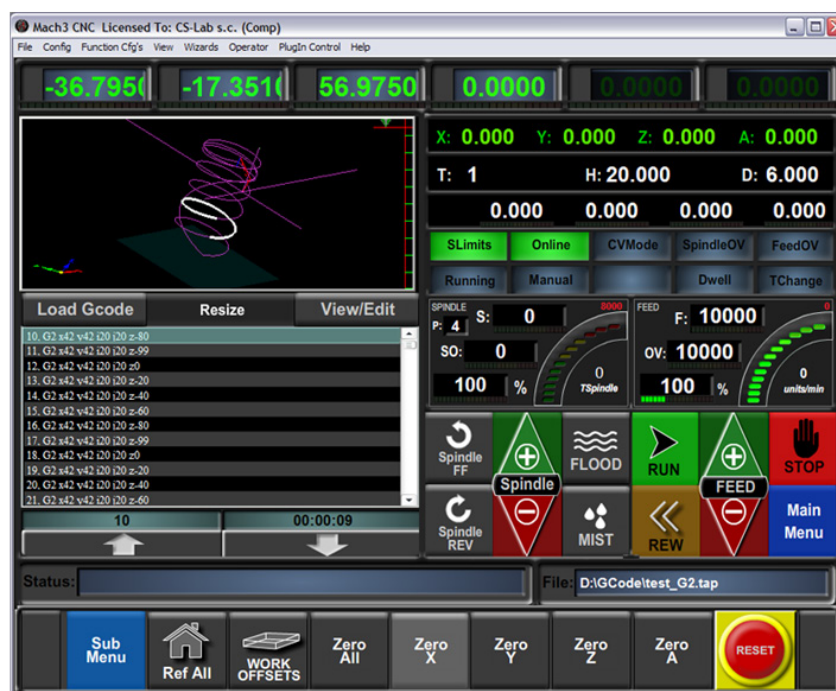 Mach3 CNC Licensed To: CS-Lab s.c. (Comp)
File Config Function Cfg's View Wizards Operator PlugIn Control Help
-36.7950 -17.3510 56.9750 0.0000 0.0000 0.0000
X: 0.000 Y: 0.000 Z: 0.000 A: 0.000
T: 1 H: 20.000 D: 6.000
0.000 0.000 0.000 0.000
SLimits Online CVMode SpindleOV FeedOV
Running Manual Dwell TChange
Load Gcode Resize View/Edit
10, G2 x42 y42 i20 j20 z-80
11, G2 x42 y42 i20 j20 z-99
12, G2 x42 y42 i20 j20 z0
13, G2 x42 y42 i20 j20 z-20
14, G2 x42 y42 i20 j20 z-40
15, G2 x42 y42 i20 j20 z-60
16, G2 x42 y42 i20 j20 z-80
17, G2 x42 y42 i20 j20 z-99
18, G2 x42 y42 i20 j20 z0
19, G2 x42 y42 i20 j20 z-20
20, G2 x42 y42 i20 j20 z-40
21, G2 x42 y42 i20 j20 z-60
10 00:00:09
SPINDLE
P: 4 S: 0 8000
SO: 0
100 %
0
TSpindle
FEED
F: 10000 0
OV: 10000
100 %
0
units/min
Spindle FF
Spindle
FLOOD
RUN
FEED
STOP
Spindle REV
MIST
REW
Main Menu
Status: File: D:\GCode\test_G2.tap
Sub Menu
Ref All
WORK OFFSETS
Zero All
Zero X
Zero Y
Zero Z
Zero A
RESET